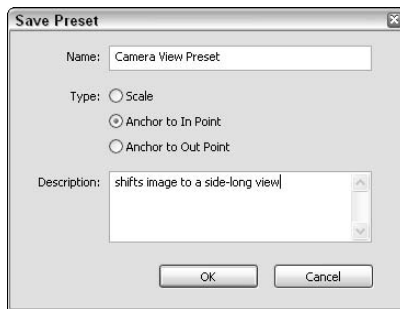 Save Preset
Name: Camera View Preset
Type: Scale
Anchor to In Point
Anchor to Out Point
Description: shifts image to a side-long view
OK Cancel